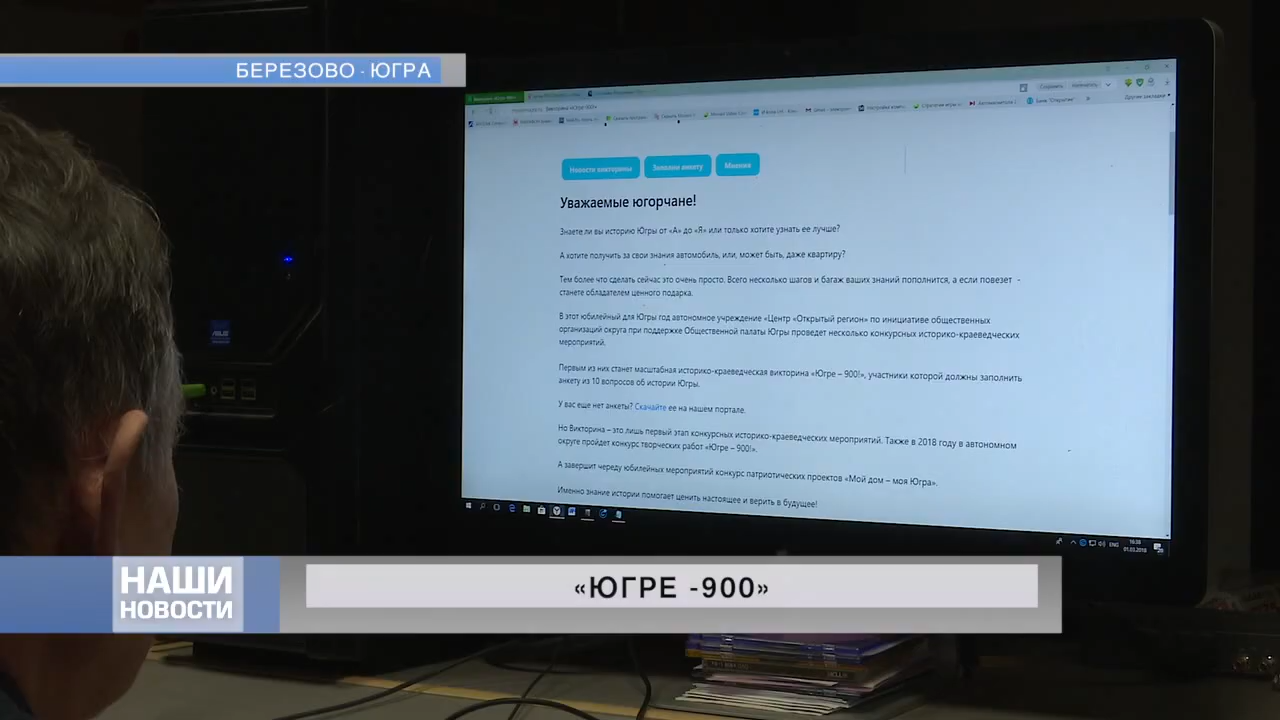 БЕРЕЗОВО - ЮГРА
Новости викторины Заполни анкету Мнения
Уважаемые югорчане!
Знаете ли вы историю Югры от «А» до «Я» или только хотите узнать ее лучше?
А хотите получить за свои знания автомобиль, или, может быть, даже квартиру?
Тем более что сделать сейчас это очень просто. Всего несколько шагов и багаж ваших знаний пополнится, а если повезет -
станете обладателем ценного подарка.
В этот юбилейный для Югры год автономное учреждение «Центр «Открытый регион» по инициативе общественных
организаций округа при поддержке Общественной палаты Югры проведет несколько конкурсных историко-краеведческих
мероприятий.
Первым из них станет масштабная историко-краеведческая викторина «Югре – 900!», участники которой должны заполнить
анкету из 10 вопросов об истории Югры.
У вас еще нет анкеты? Скачайте ее на нашем портале.
Но Викторина – это лишь первый этап конкурсных историко-краеведческих мероприятий. Также в 2018 году в автономном
округе пройдет конкурс творческих работ «Югре – 900!».
А завершит череду юбилейных мероприятий конкурс патриотических проектов «Мой дом – моя Югра».
Именно знание истории помогает ценить настоящее и верить в будущее!
ENG
ASUS
НАШИ
НОВОСТИ
«ЮГРЕ -900»